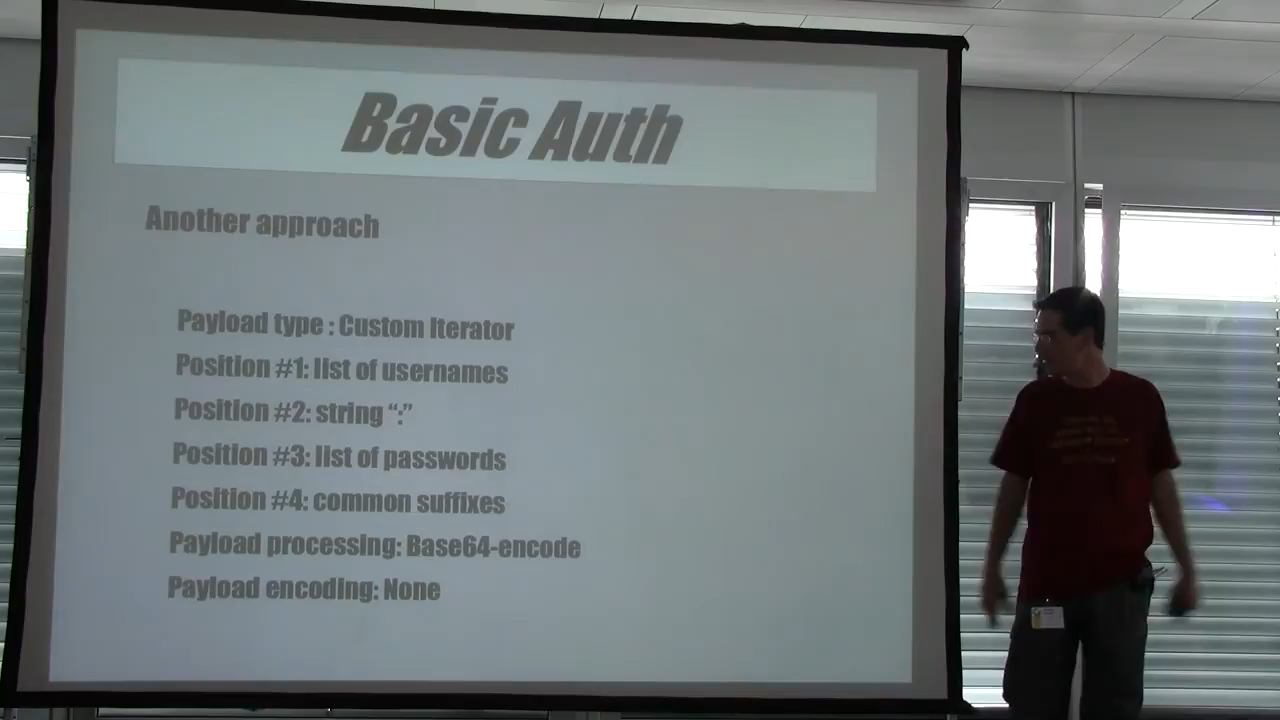 Basic Auth
Another approach
Payload type : Custom Iterator
Position #1: list of usernames
Position #2: string “:”
Position #3: list of passwords
Position #4: common suffixes
Payload processing: Base64-encode
Payload encoding: None